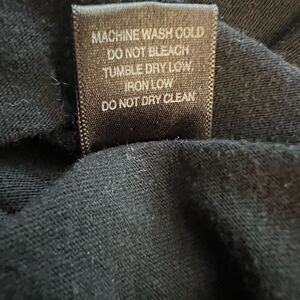 MACHINE WASH COLD
DO NOT BLEACH
TUMBLE DRY LOW
IRON LOW
DO NOT DRY CLEAN